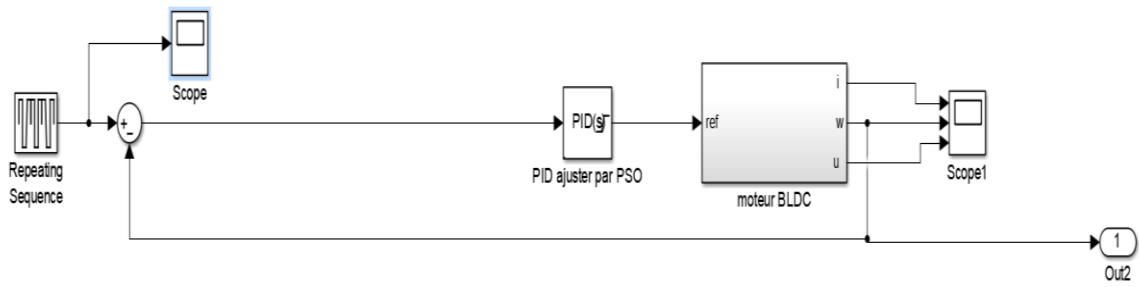 Scope
Repeating
Sequence
+
-
PID(s)
PID ajuster par PSO
ref
i
w
u
moteur BLDC
Scope1
1
Out2